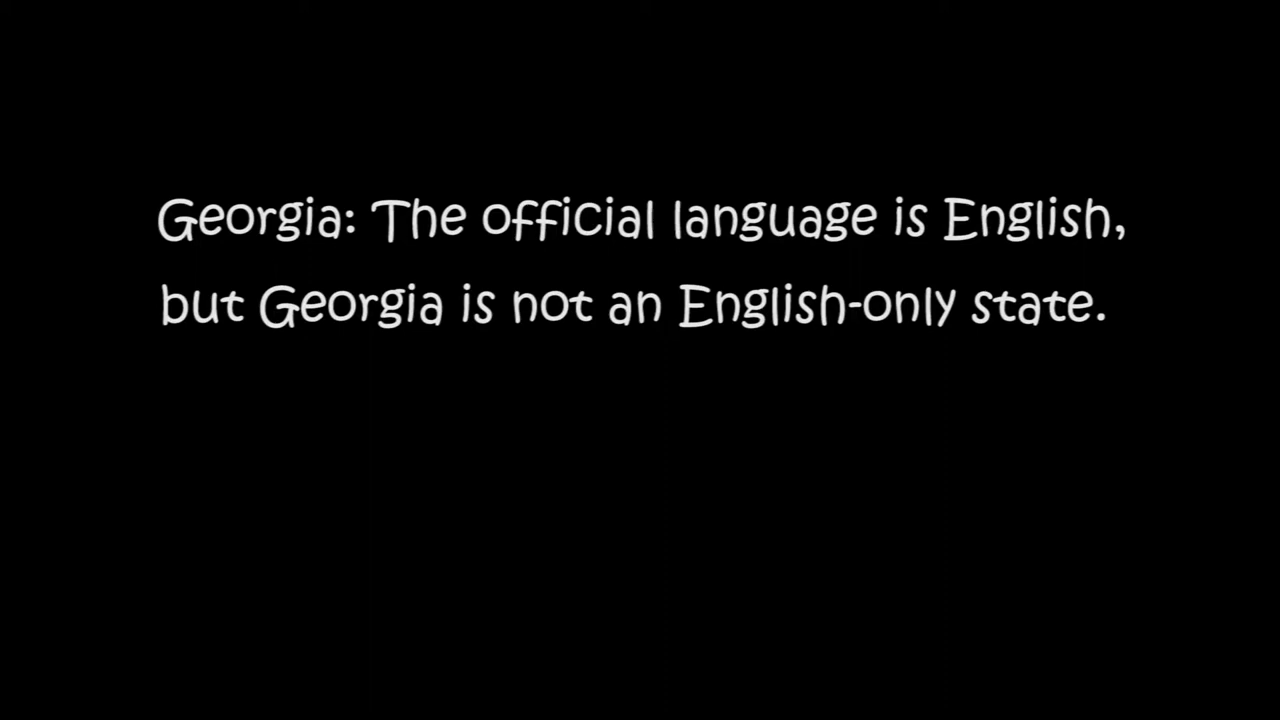 Georgia: The official language is English,
but Georgia is not an English-only state.